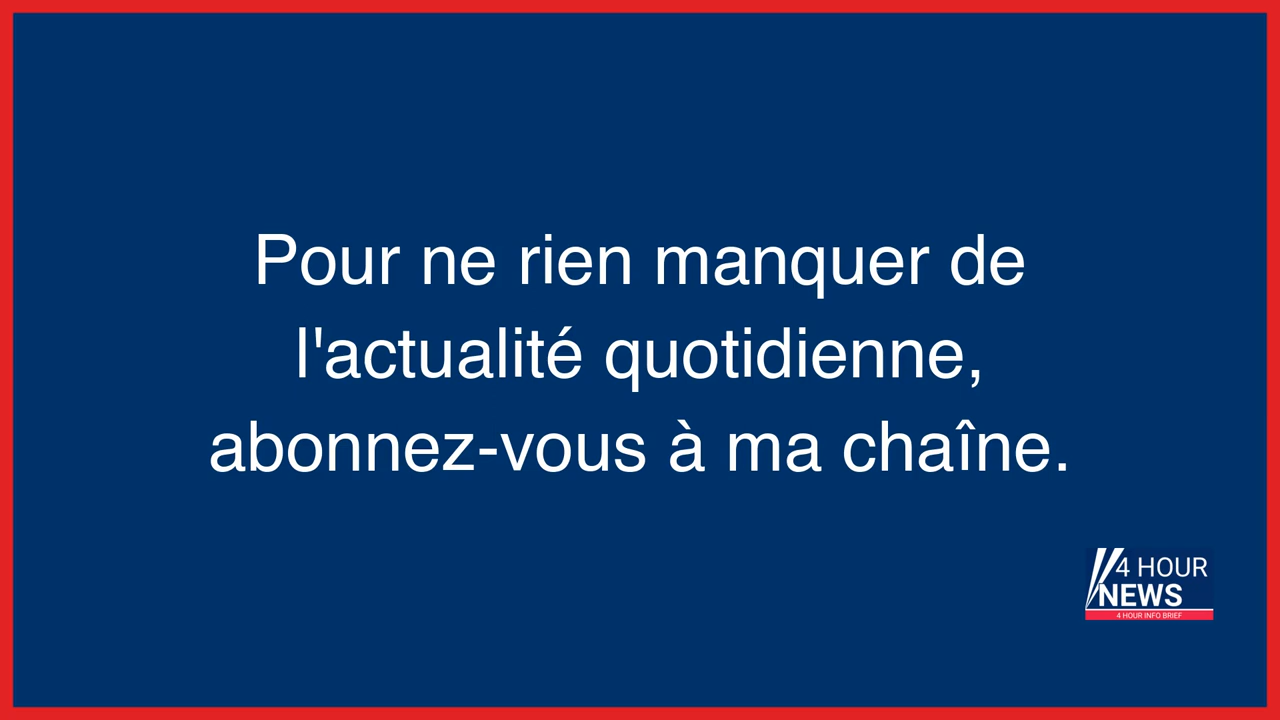 Pour ne rien manquer de
l'actualité quotidienne,
abonnez-vous à ma chaîne.
4 HOUR
NEWS
4 HOUR INFO BRIEF